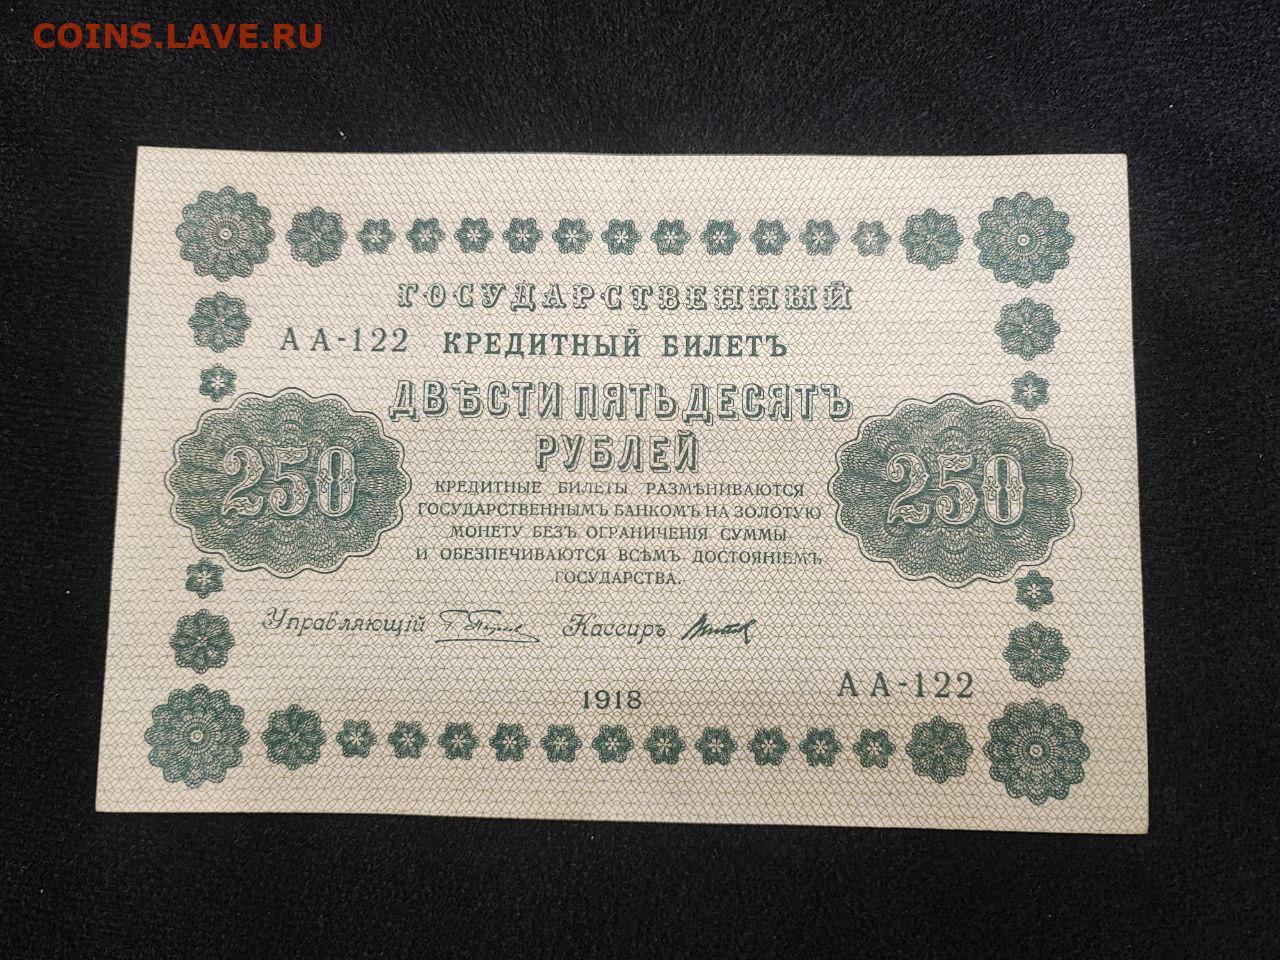 COINS.LAVE.RU
ГОСУДАРСТВЕННЫЙ
АА-122 КРЕДИТНЫЙ БИЛЕТЪ
ДВѢСТИ ПЯТЬДЕСЯТЪ
РУБЛЕЙ
250 250
КРЕДИТНЫЕ БИЛЕТЫ РАЗМѢНИВАЮТСЯ
ГОСУДАРСТВЕННЫМЪ БАНКОМЪ НА ЗОЛОТУЮ
МОНЕТУ БЕЗЪ ОГРАНИЧЕНІЯ СУММЫ
И ОБЕЗПЕЧИВАЮТСЯ ВСѢМЪ ДОСТОЯНІЕМЪ
ГОСУДАРСТВА.
Управляющій Кассиръ
АА-122
1918